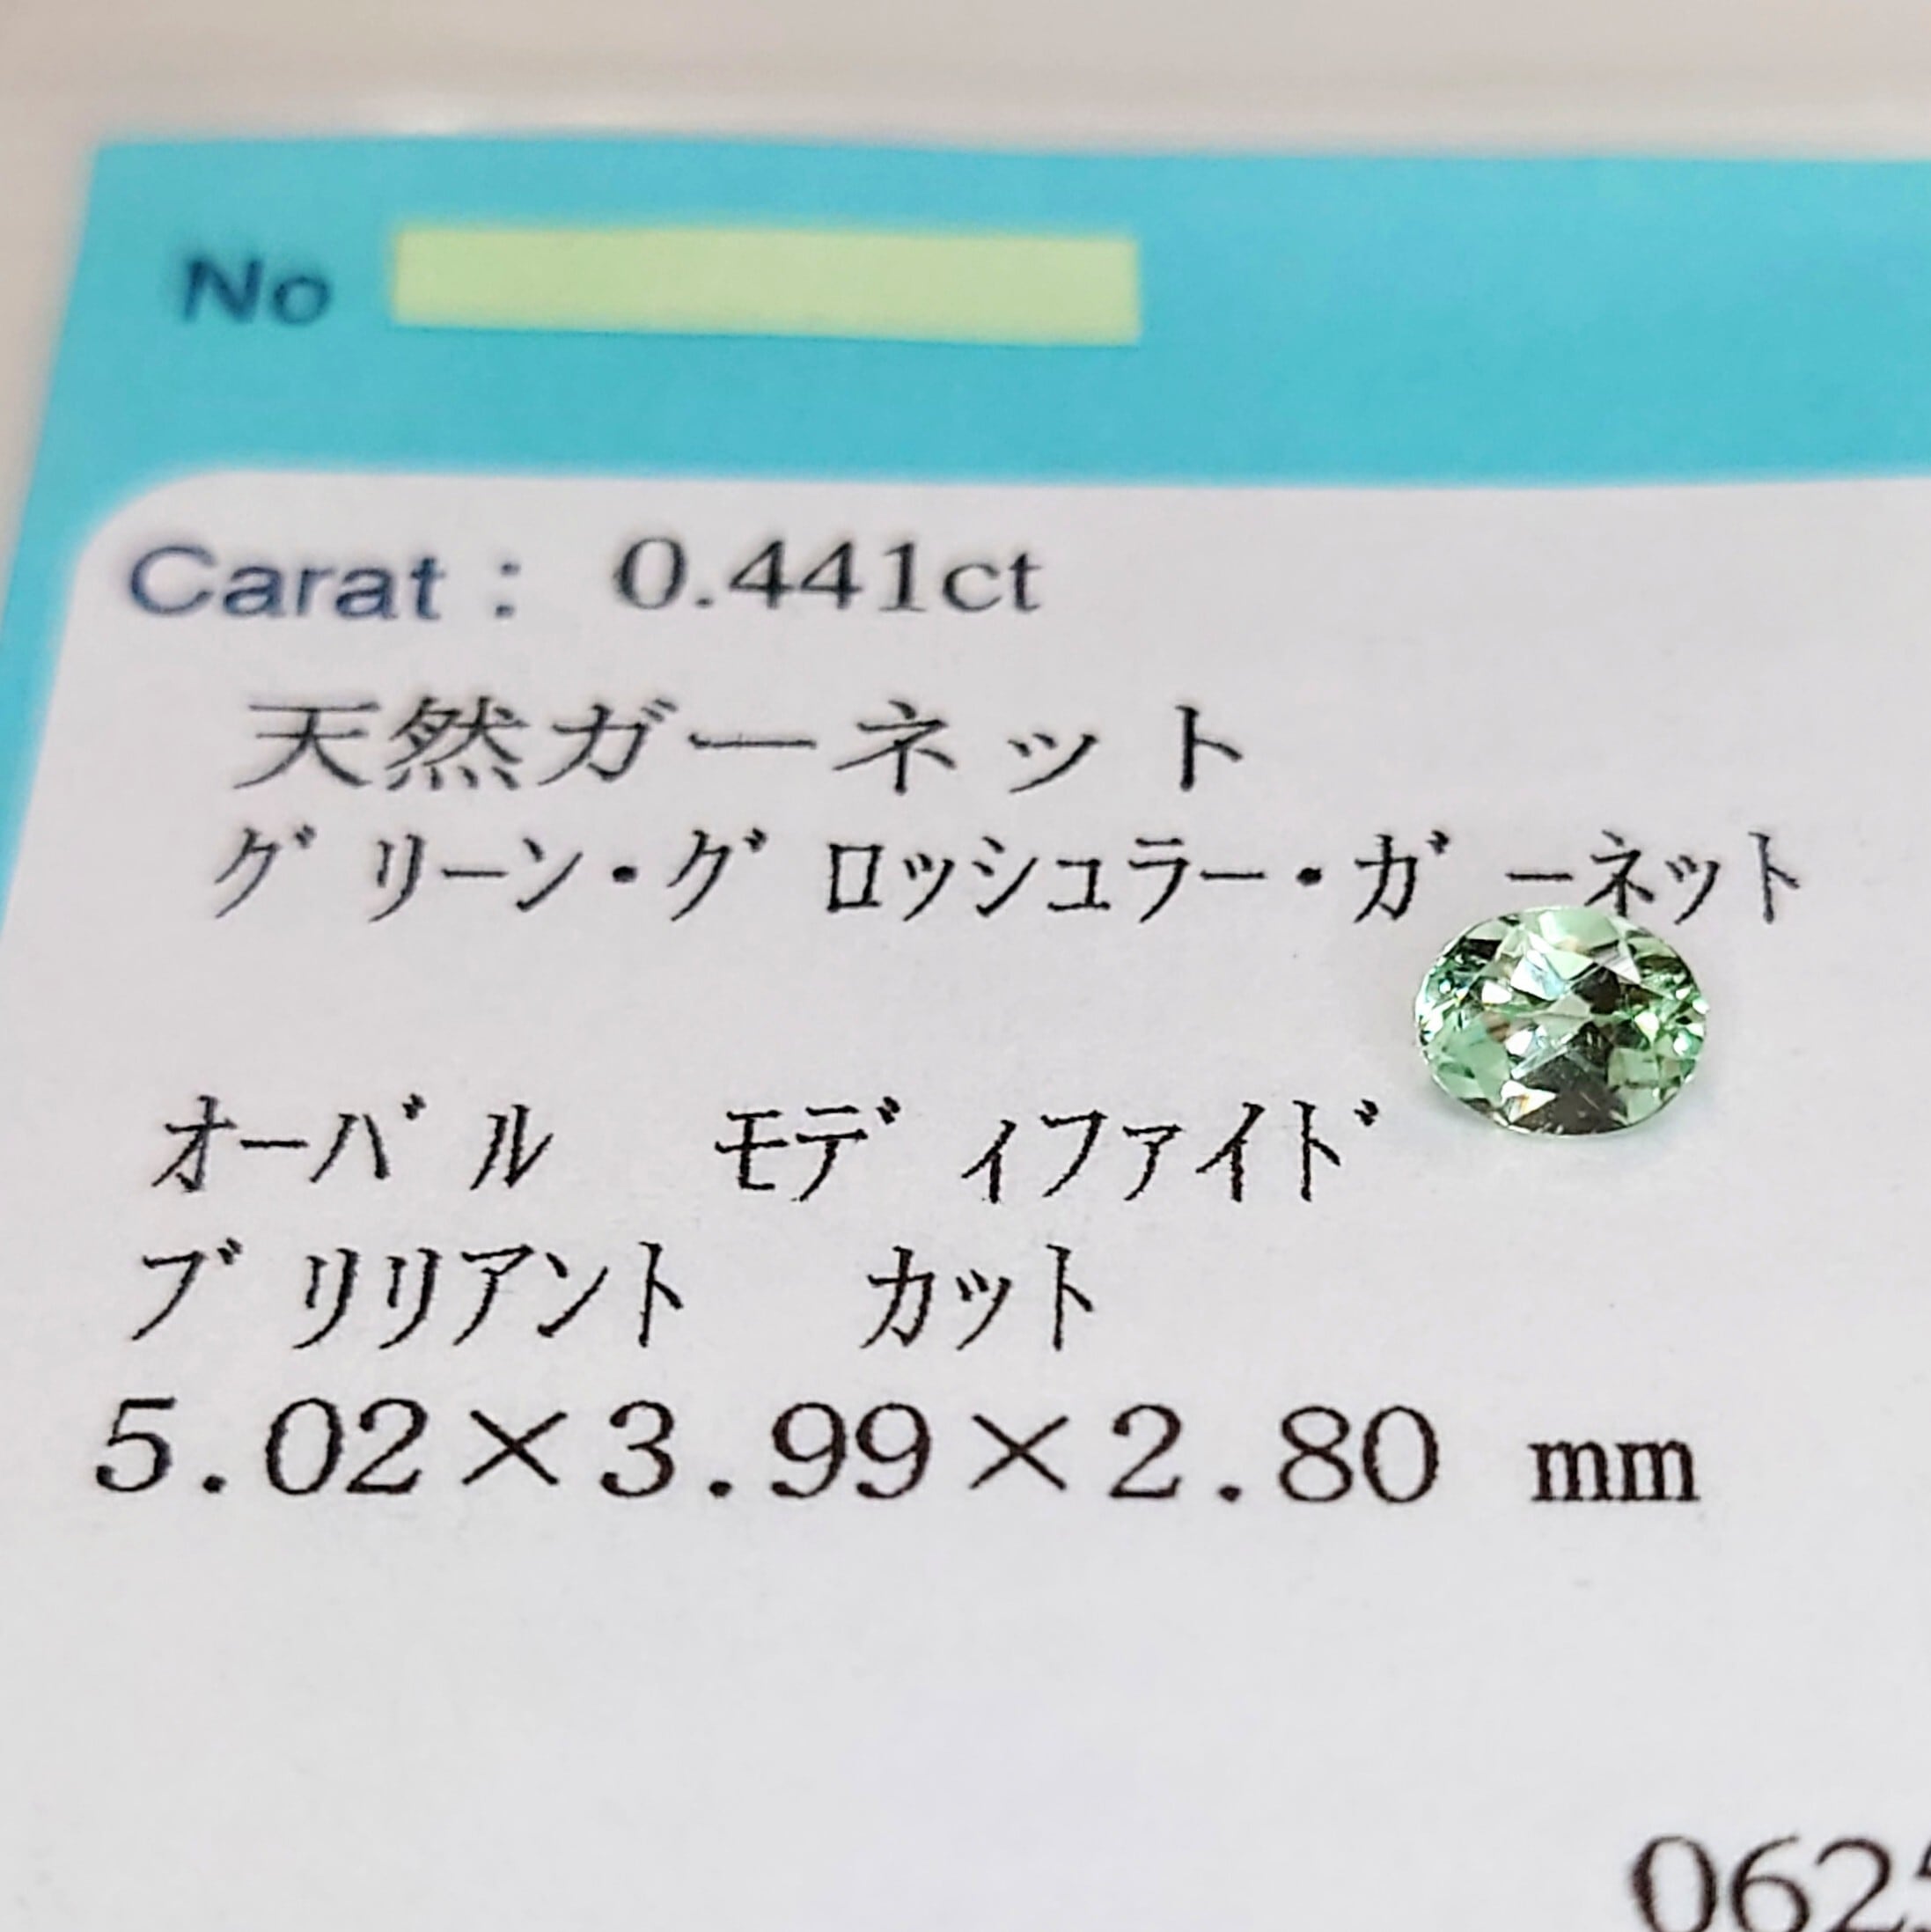 No
Carat : 0.441ct
天然ガーネット
グリーン・グロッシュラー・ガーネット
オーバル モディファイド
ブリリアント カット
5.02×3.99×2.80 mm
0625